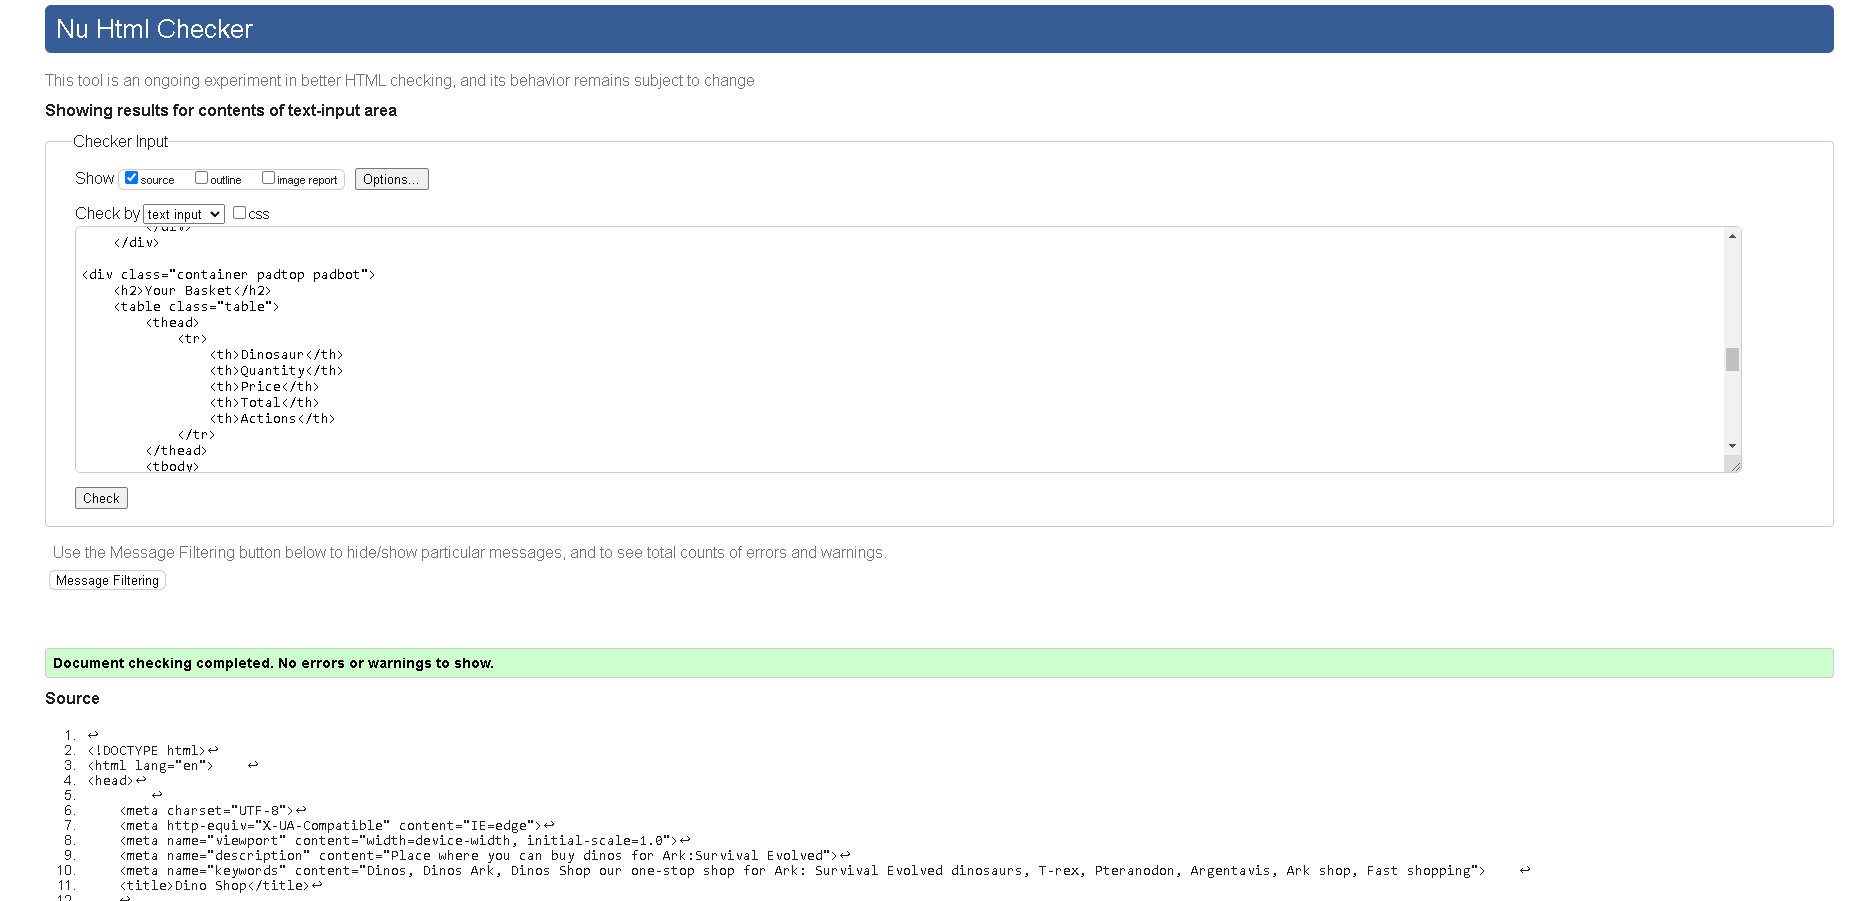 Nu Html Checker
This tool is an ongoing experiment in better HTML checking, and its behavior remains subject to change
Showing results for contents of text-input area
Checker Input
Show source outline image report Options...
Check by text input css
</div>
</div>
<div class="container padtop padbot">
<h2>Your Basket</h2>
<table class="table">
<thead>
<tr>
<th>Dinosaur</th>
<th>Quantity</th>
<th>Price</th>
<th>Total</th>
<th>Actions</th>
</tr>
</thead>
<tbody>
Check
Use the Message Filtering button below to hide/show particular messages, and to see total counts of errors and warnings.
Message Filtering
Document checking completed. No errors or warnings to show.
Source
1. ↩
2. <!DOCTYPE html>↩
3. <html lang="en"> ↩
4. <head>↩
5. ↩
6. <meta charset="UTF-8">↩
7. <meta http-equiv="X-UA-Compatible" content="IE=edge">↩
8. <meta name="viewport" content="width=device-width, initial-scale=1.0">↩
9. <meta name="description" content="Place where you can buy dinos for Ark:Survival Evolved">↩
10. <meta name="keywords" content="Dinos, Dinos Ark, Dinos Shop our one-stop shop for Ark: Survival Evolved dinosaurs, T-rex, Pteranodon, Argentavis, Ark shop, Fast shopping"> ↩
11. <title>Dino Shop</title>↩
12. ↩